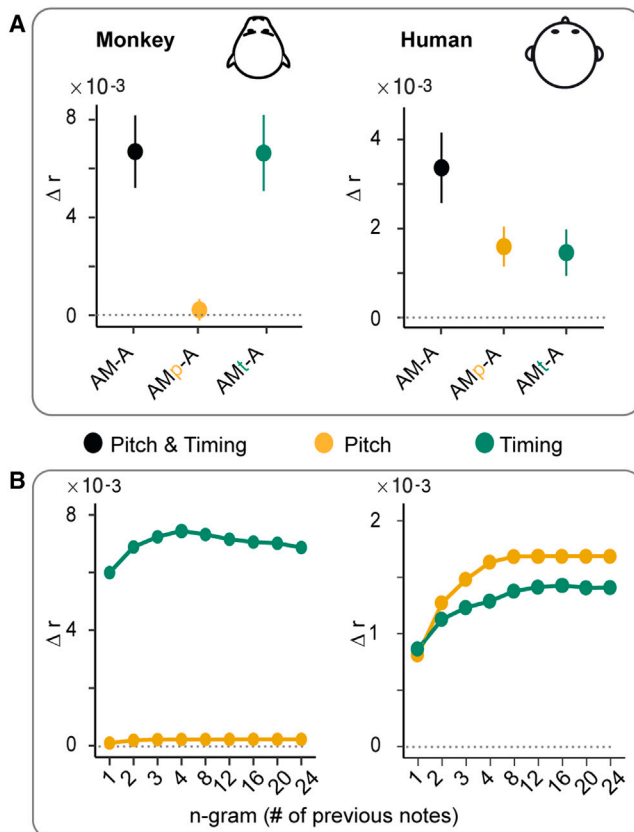 A
Monkey
Human
×10-3
8
4
0
Δ r
AM-A
AMp-A
AMt-A
×10-3
4
2
0
Δ r
AM-A
AMp-A
AMt-A
Pitch & Timing
Pitch
Timing
B
×10-3
8
4
0
Δ r
1 2 3 4 8 12 16 20 24
×10-3
2
1
0
Δ r
1 2 3 4 8 12 16 20 24
n-gram (# of previous notes)